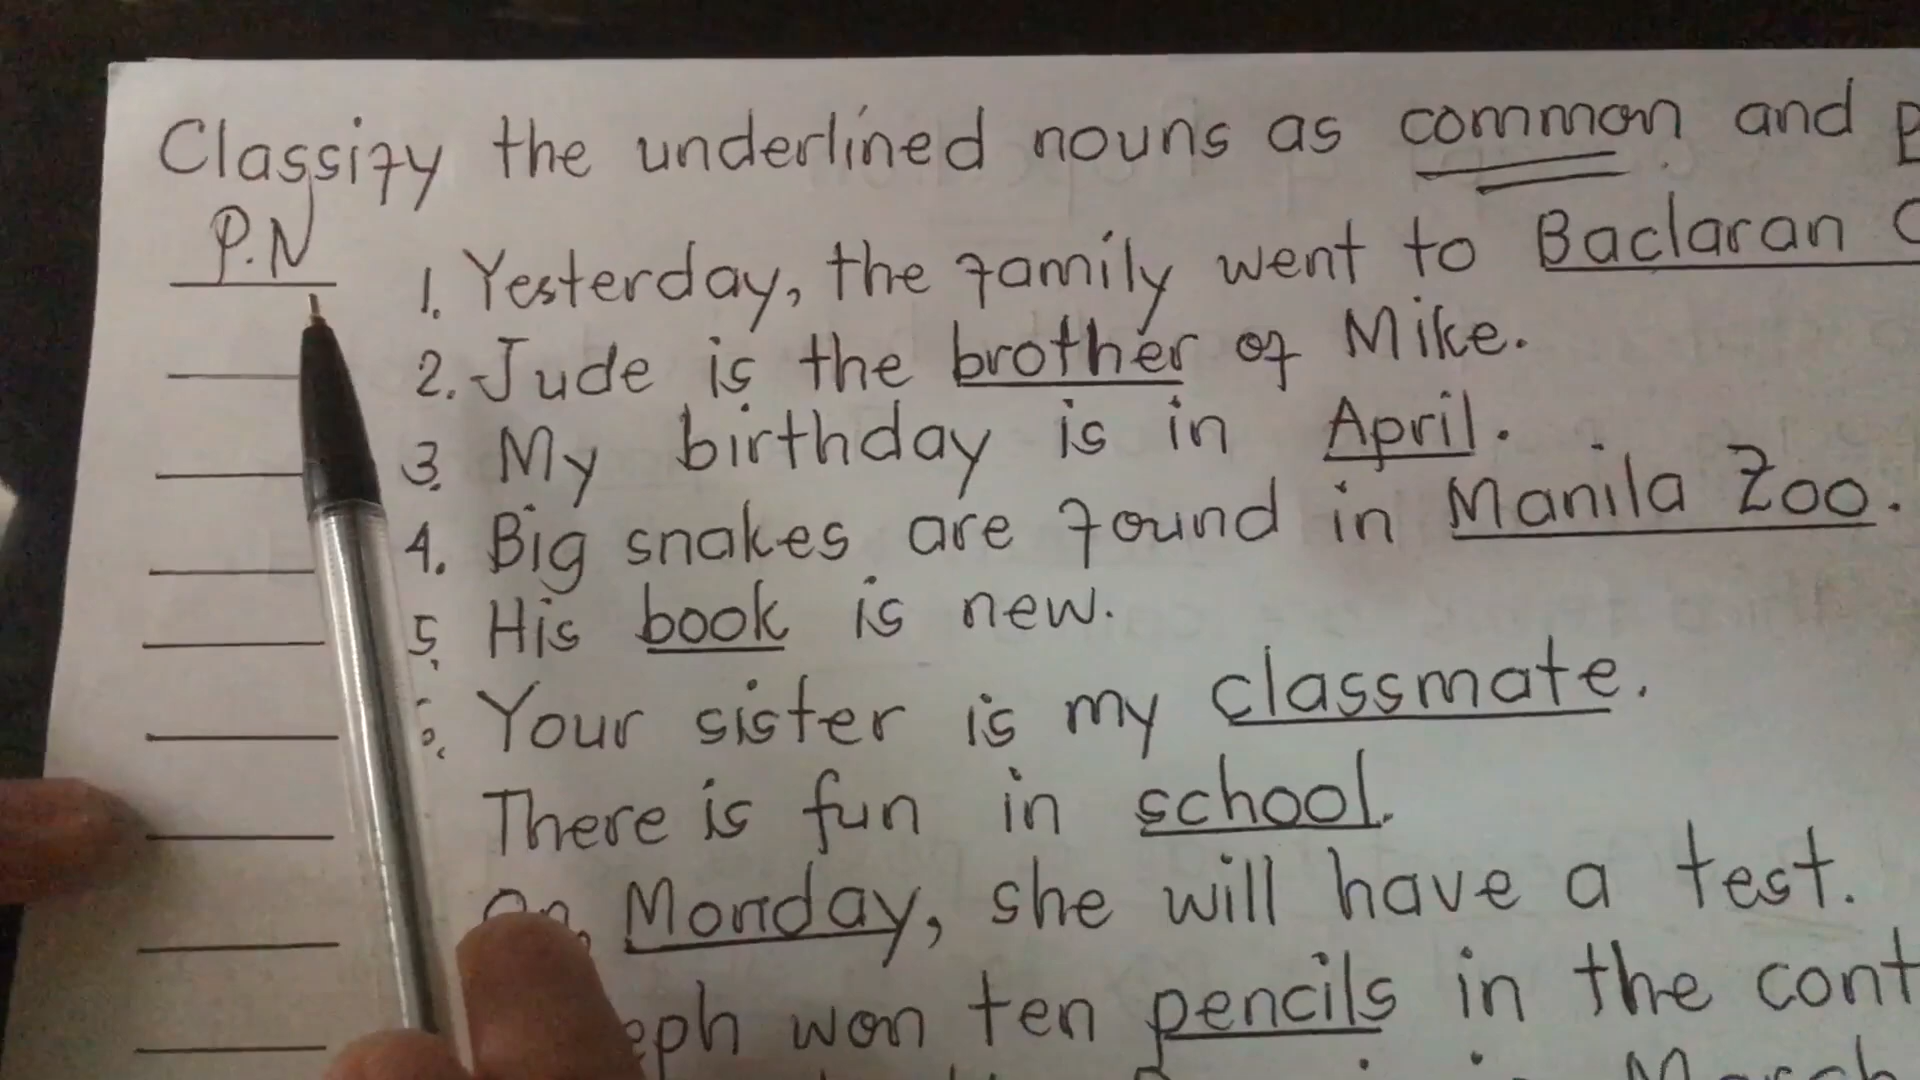 Classify the underlined nouns as common and
P.N
1. Yesterday, the family went to Baclaran
2. Jude is the brother of Mike.
3. My birthday is in April.
4. Big snakes are found in Manila Zoo.
5. His book is new.
Your sister is my classmate.
There is fun in school.
On Monday, she will have a test.
won ten pencils in the